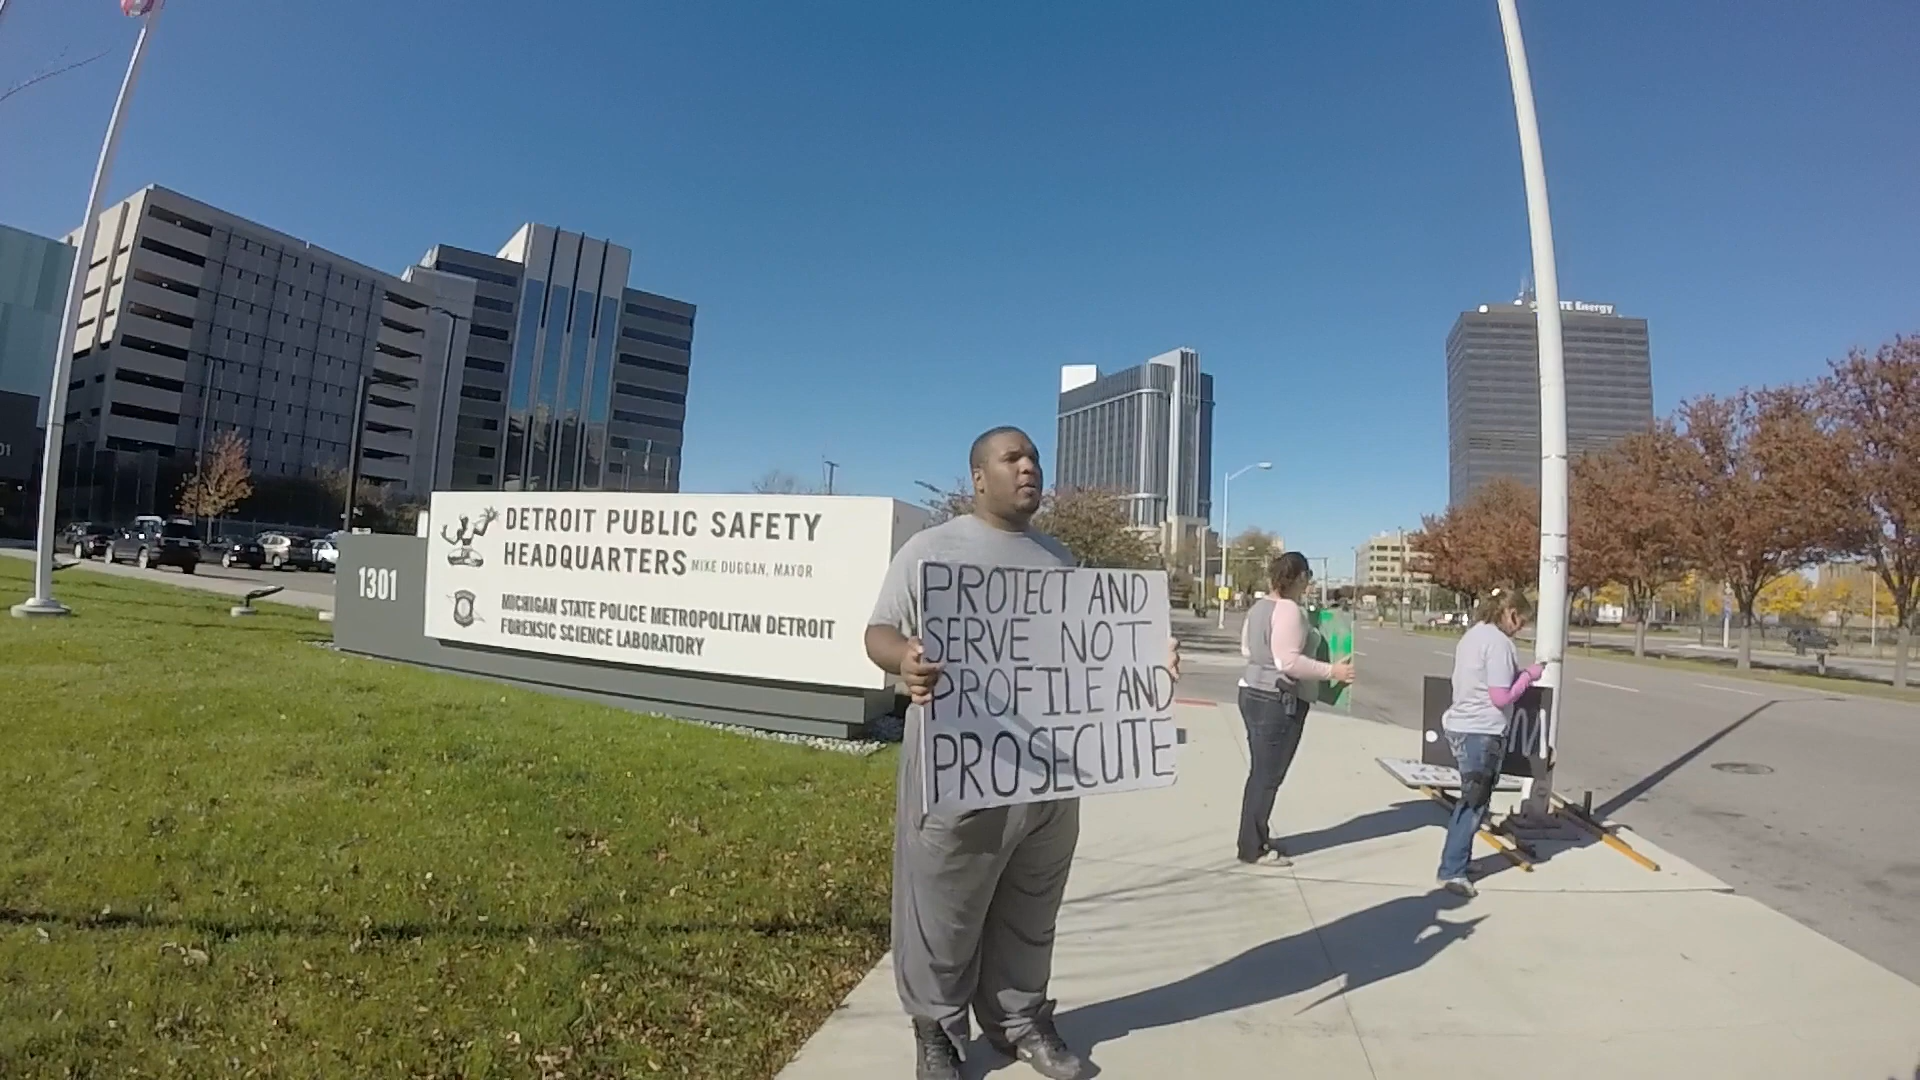 DETROIT PUBLIC SAFETY
HEADQUARTERS MIKE DUGGAN, MAYOR
1301
MICHIGAN STATE POLICE METROPOLITAN DETROIT
FORENSIC SCIENCE LABORATORY
PROTECT AND
SERVE NOT
PROFILE AND
PROSECUTE
Energy